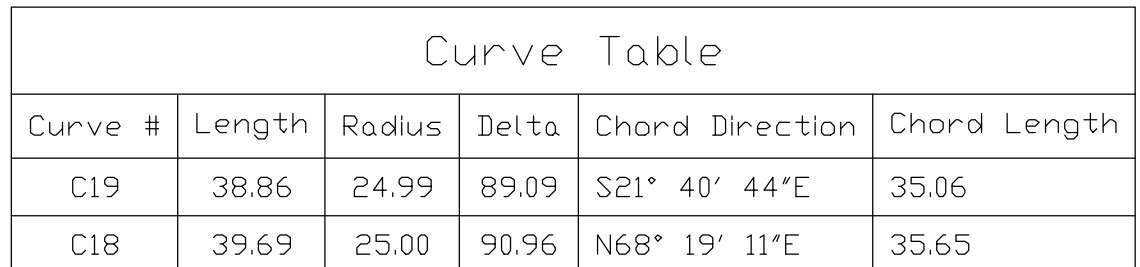 Curve Table
Curve # Length Radius Delta Chord Direction Chord Length
C19 38.86 24.99 89.09 S21° 40′ 44″E 35.06
C18 39.69 25.00 90.96 N68° 19′ 11″E 35.65